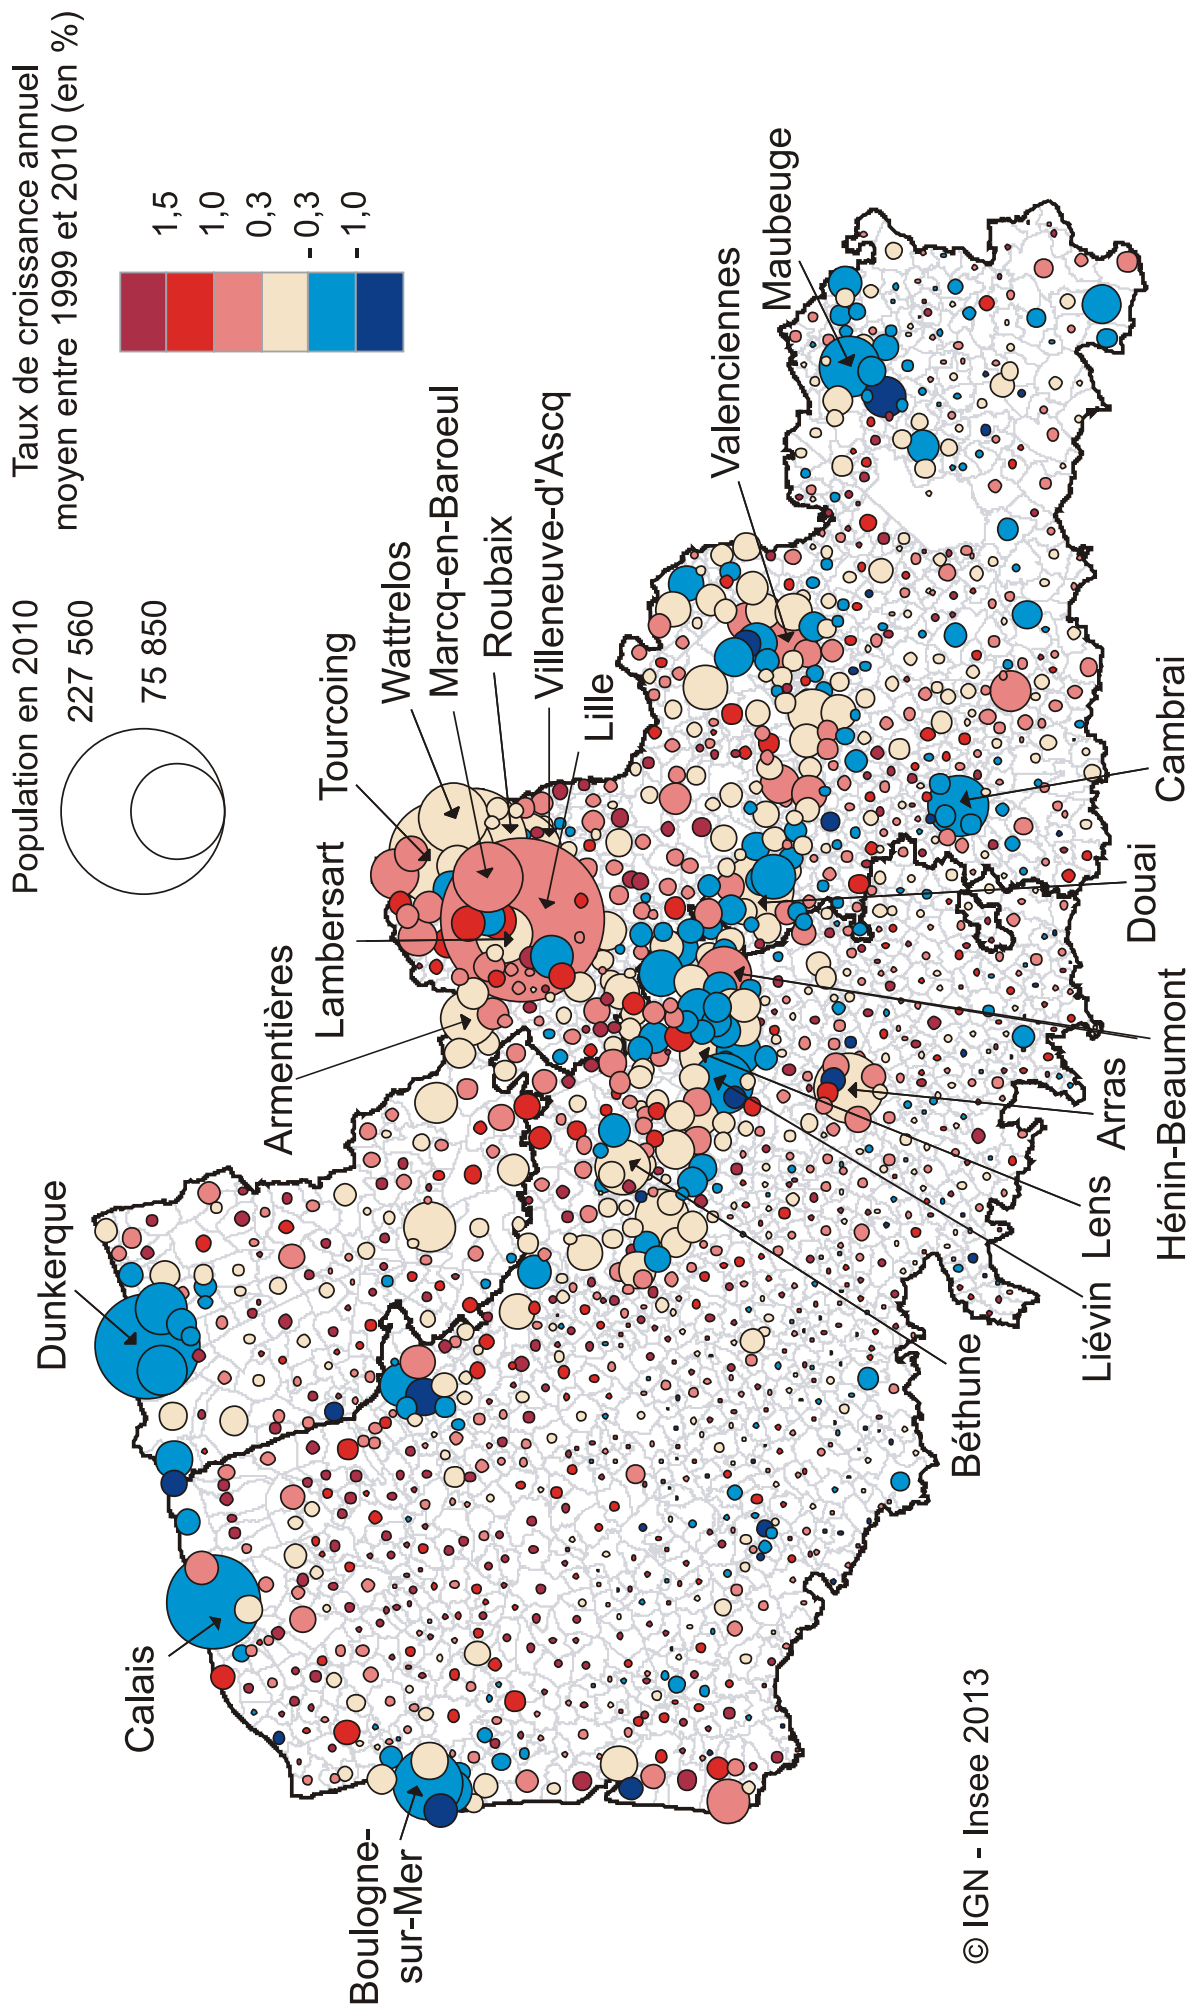 Population en 2010
227 560
75 850
Taux de croissance annuel
moyen entre 1999 et 2010 (en %)
1,5
1,0
0,3
- 0,3
- 1,0
Dunkerque
Calais
Boulogne-
sur-Mer
Armentières
Lambersart
Tourcoing
Wattrelos
Marcq-en-Baroeul
Roubaix
Villeneuve-d'Ascq
Lille
Valenciennes
Maubeuge
Béthune
Liévin
Lens
Arras
Hénin-Beaumont
Douai
Cambrai
© IGN - Insee 2013